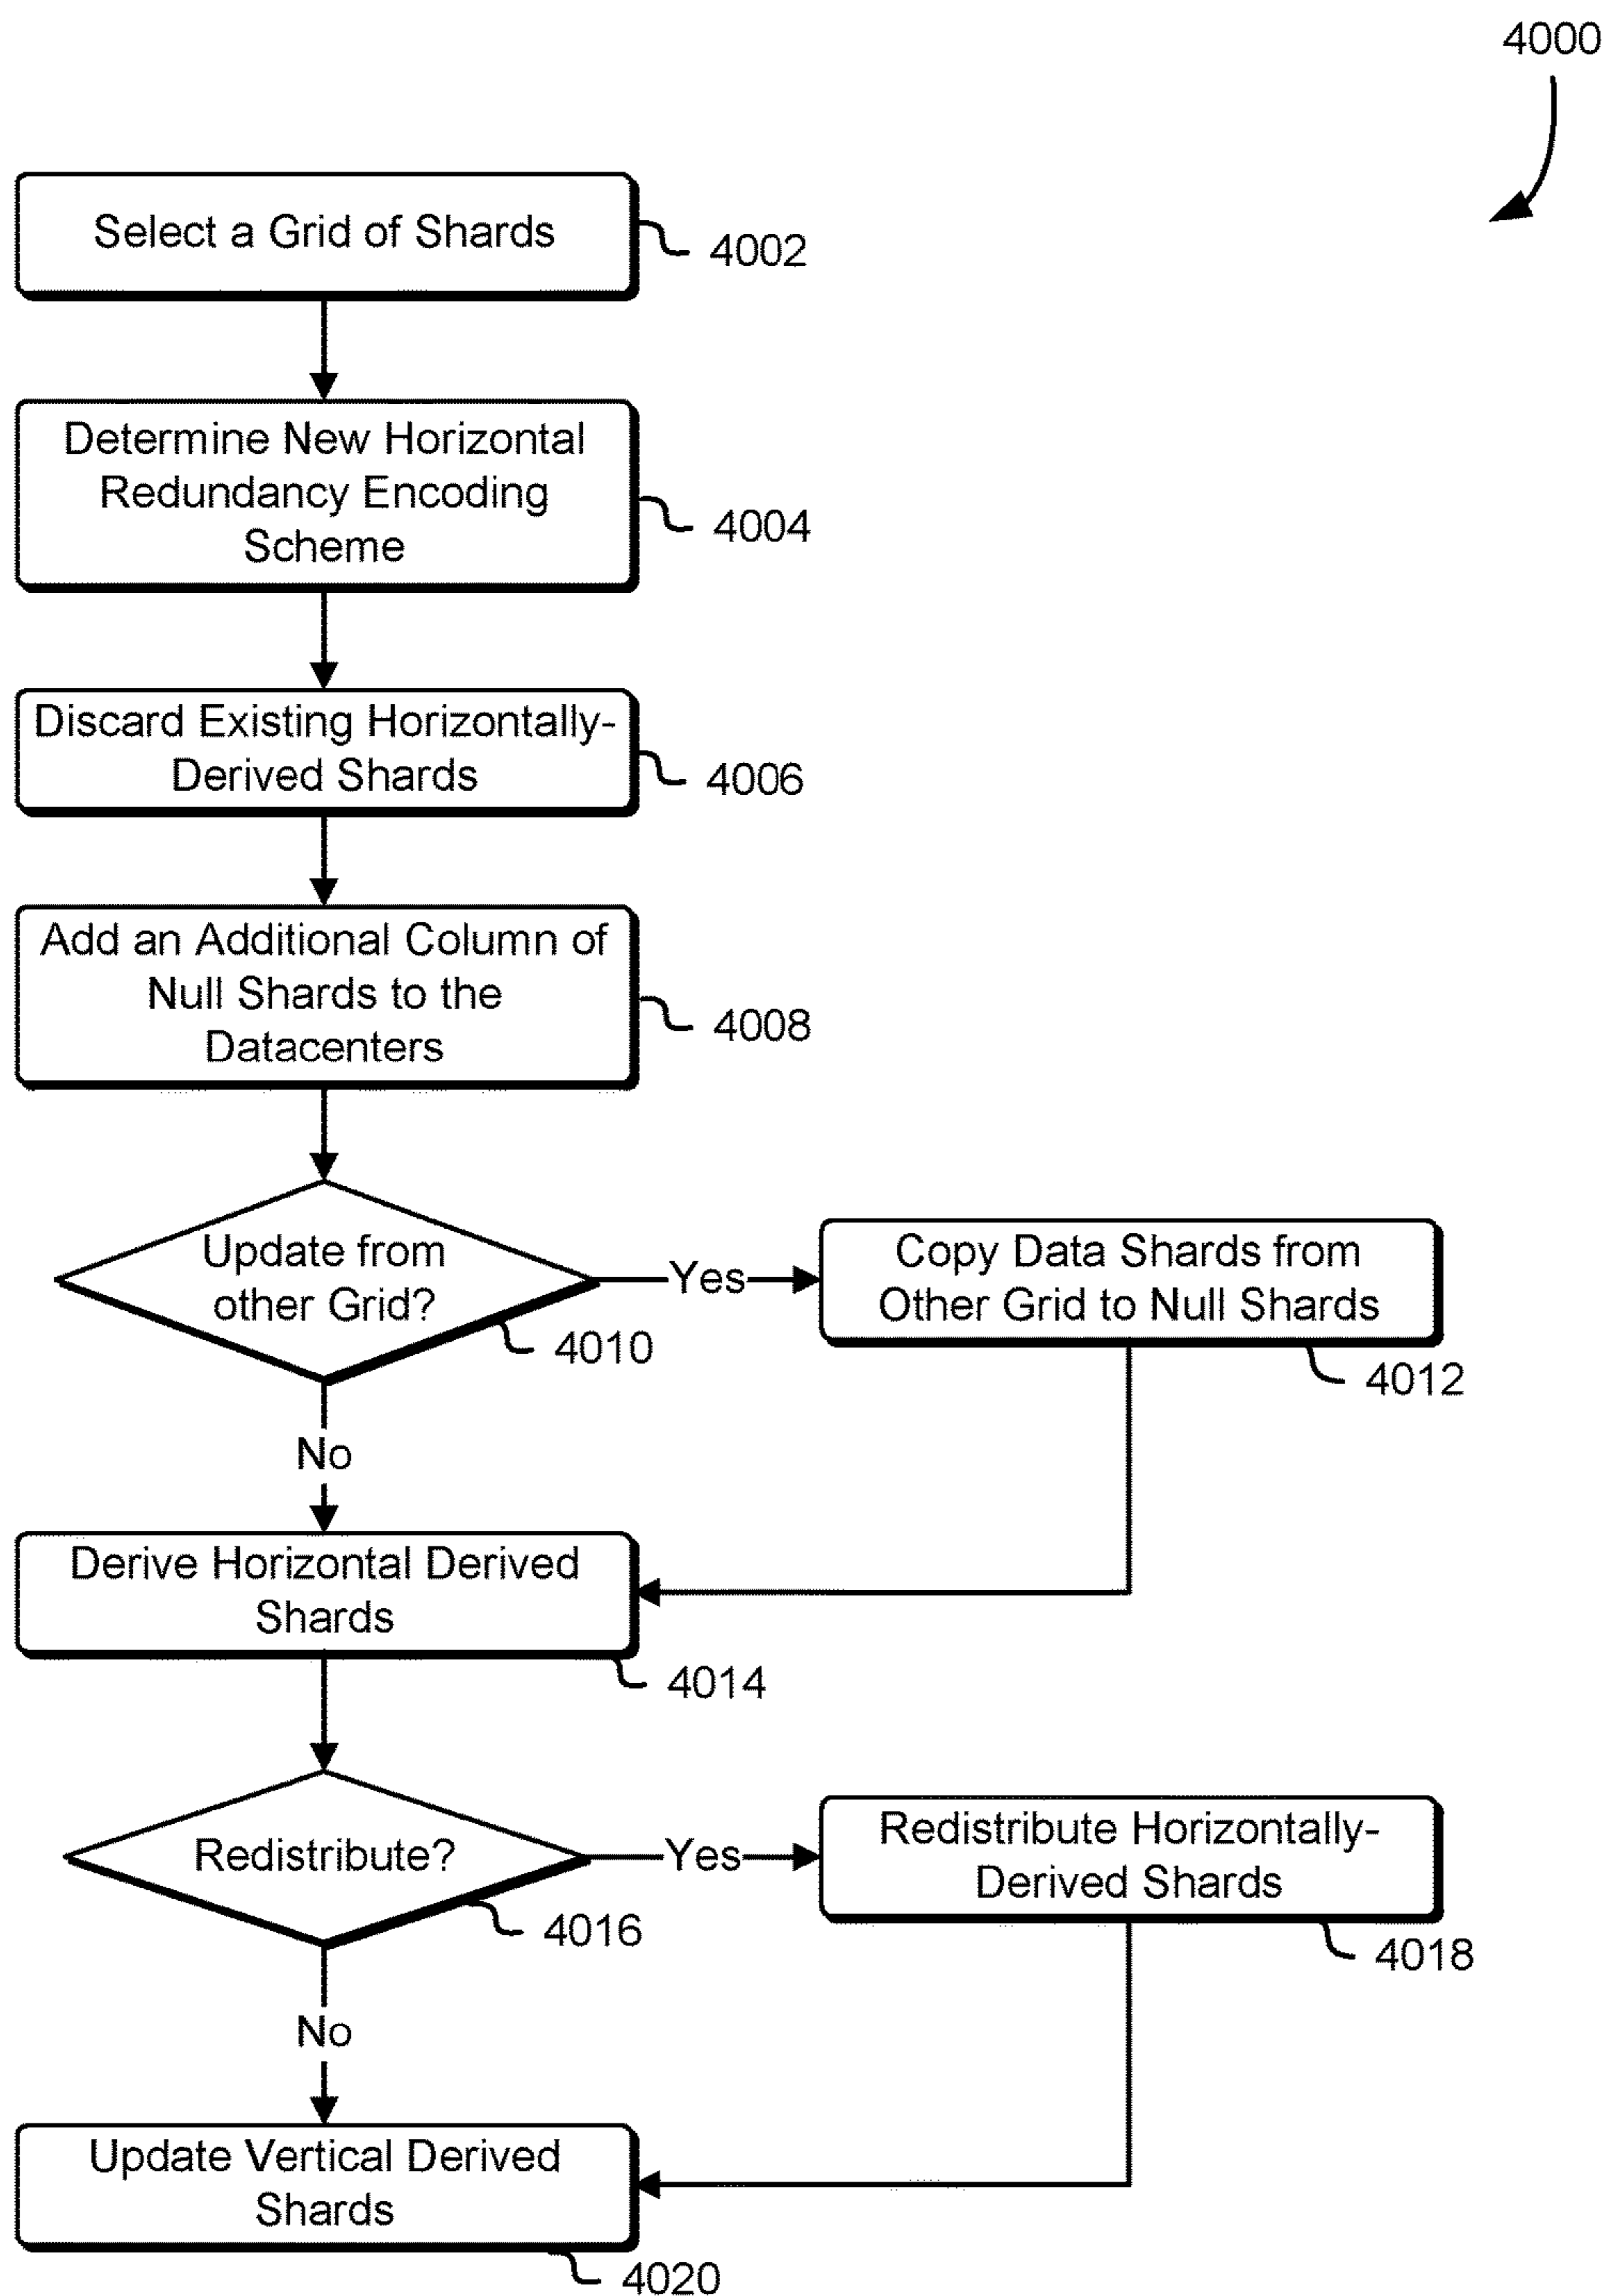 4000
Select a Grid of Shards
4002
Determine New Horizontal
Redundancy Encoding
Scheme
4004
Discard Existing Horizontally-
Derived Shards
4006
Add an Additional Column of
Null Shards to the
Datacenters
4008
Update from
other Grid?
4010
Yes
Copy Data Shards from
Other Grid to Null Shards
4012
No
Derive Horizontal Derived
Shards
4014
Redistribute?
4016
Yes
Redistribute Horizontally-
Derived Shards
4018
No
Update Vertical Derived
Shards
4020